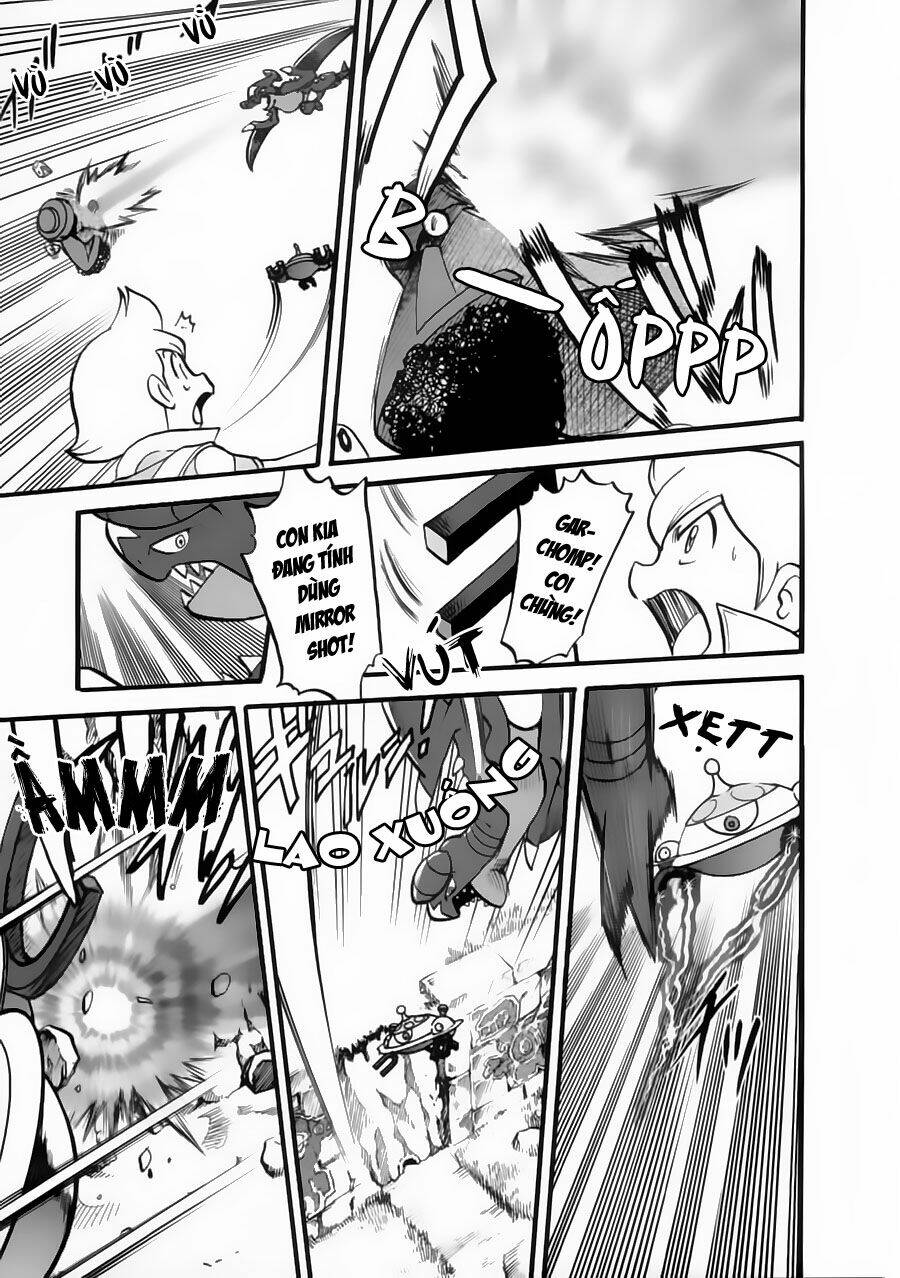 B—ỐPPP
VÙ
VÙ
VÙ
GAR-
CHOMP!
COI
CHỪNG!
VÚT
CON KIA
ĐANG TÍNH
DÙNG
MIRROR
SHOT!
XẸTT
LAO XUỐNG
ẦMMM